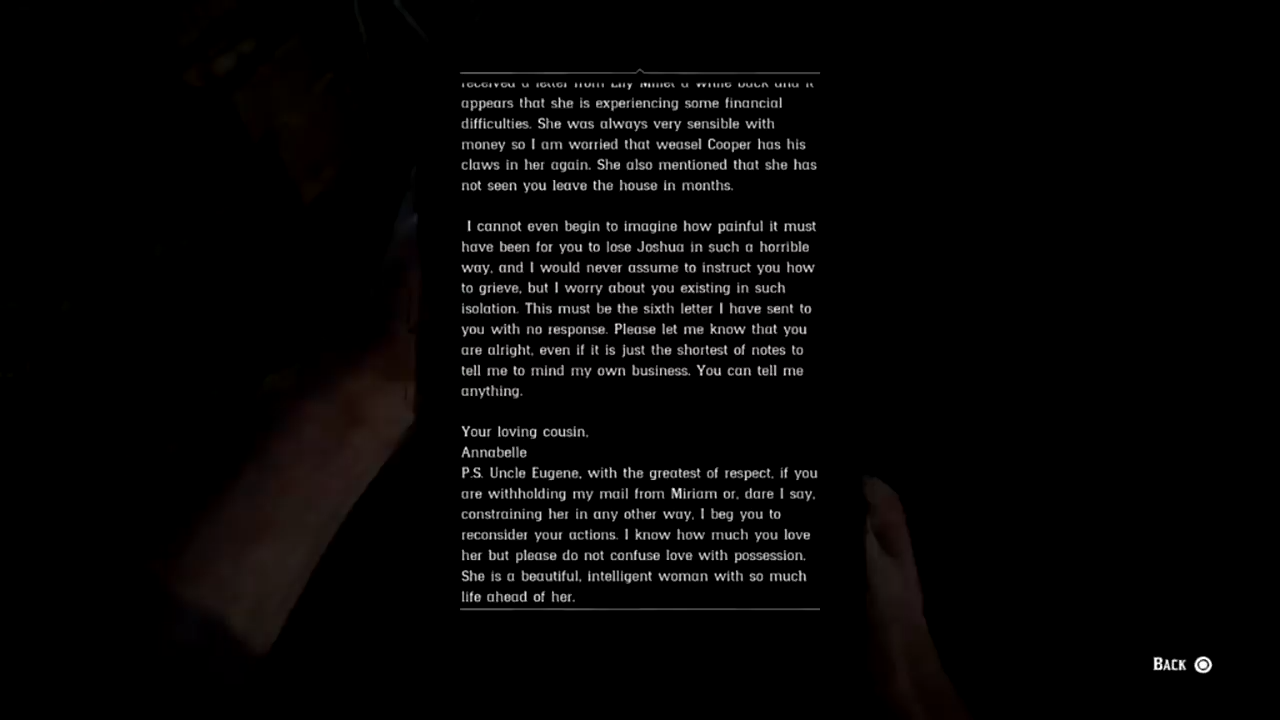 received a letter from Lily Millet a while back and it
appears that she is experiencing some financial
difficulties. She was always very sensible with
money so I am worried that weasel Cooper has his
claws in her again. She also mentioned that she has
not seen you leave the house in months.
I cannot even begin to imagine how painful it must
have been for you to lose Joshua in such a horrible
way, and I would never assume to instruct you how
to grieve, but I worry about you existing in such
isolation. This must be the sixth letter I have sent to
you with no response. Please let me know that you
are alright, even if it is just the shortest of notes to
tell me to mind my own business. You can tell me
anything.
Your loving cousin,
Annabelle
P.S. Uncle Eugene, with the greatest of respect, if you
are withholding my mail from Miriam or, dare I say,
constraining her in any other way, I beg you to
reconsider your actions. I know how much you love
her but please do not confuse love with possession.
She is a beautiful, intelligent woman with so much
life ahead of her.
Back